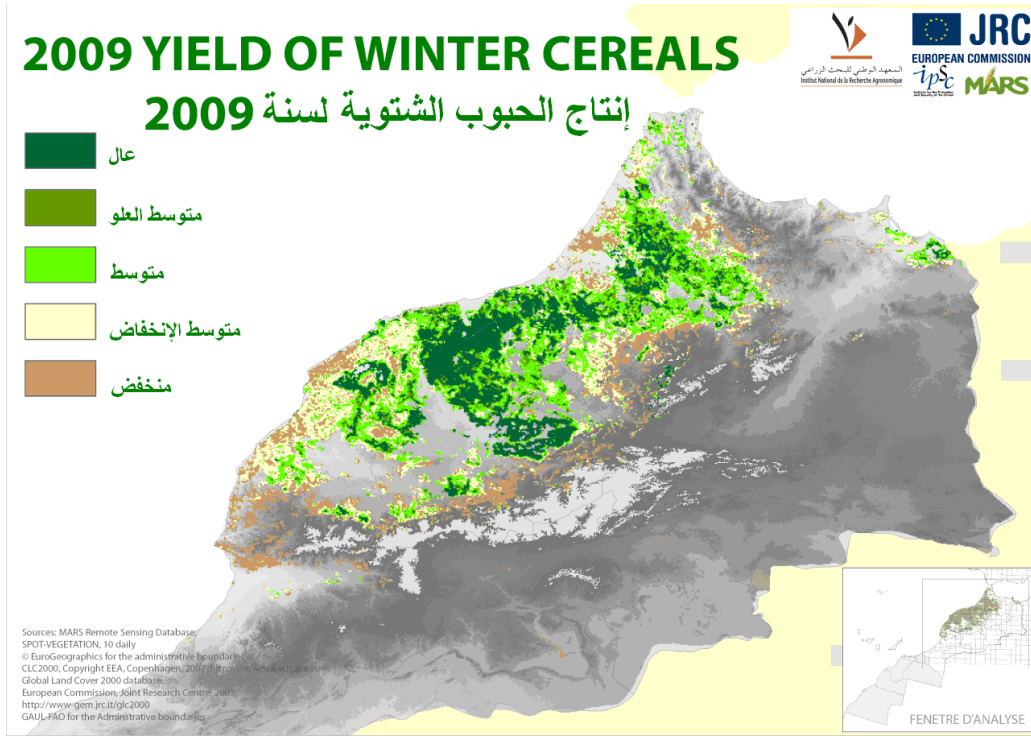 2009 YIELD OF WINTER CEREALS
إنتاج الحبوب الشتوية لسنة 2009
المعهد الوطني للبحث الزراعي
Institut National de la Recherche Agronomique
JRC
EUROPEAN COMMISSION
ipsc
MARS
عال
متوسط العلو
متوسط
متوسط الإنخفاض
منخفض
Sources: MARS Remote Sensing Database,
SPOT-VEGETATION, 10 daily
© EuroGeographics for the administrative boundaries
CLC2000, Copyright EEA, Copenhagen, 2007,
Global Land Cover 2000 database.
European Commission, Joint Research Centre, 2003,
http://www-gem.jrc.it/glc2000
GAUL-FAO for the Adminstrative boundaries
FENETRE D'ANALYSE